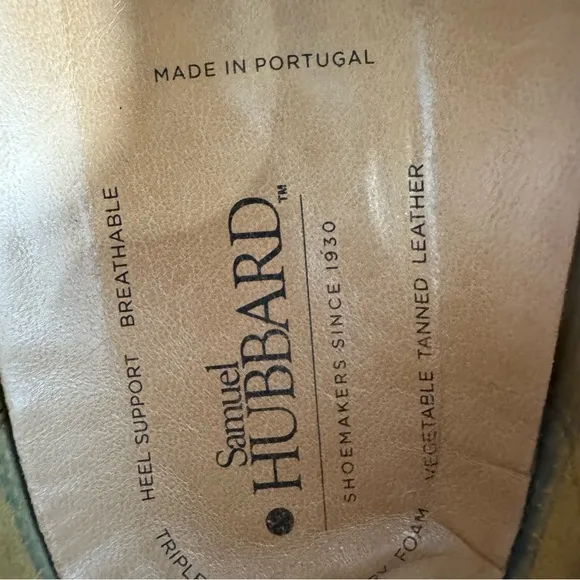 MADE IN PORTUGAL
HEEL SUPPORT BREATHABLE
Samuel
HUBBARD™
SHOEMAKERS SINCE 1930
VEGETABLE TANNED LEATHER
FOAM